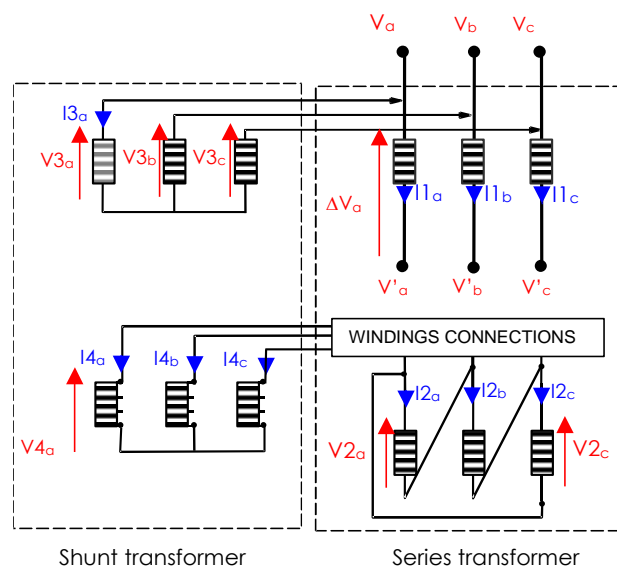 Va Vb Vc
I3a
V3a V3b V3c
I1a I1b I1c
ΔVa
V'a V'b V'c
WINDINGS CONNECTIONS
I4a I4b I4c
I2a I2b I2c
V4a
V2a V2c
Shunt transformer Series transformer